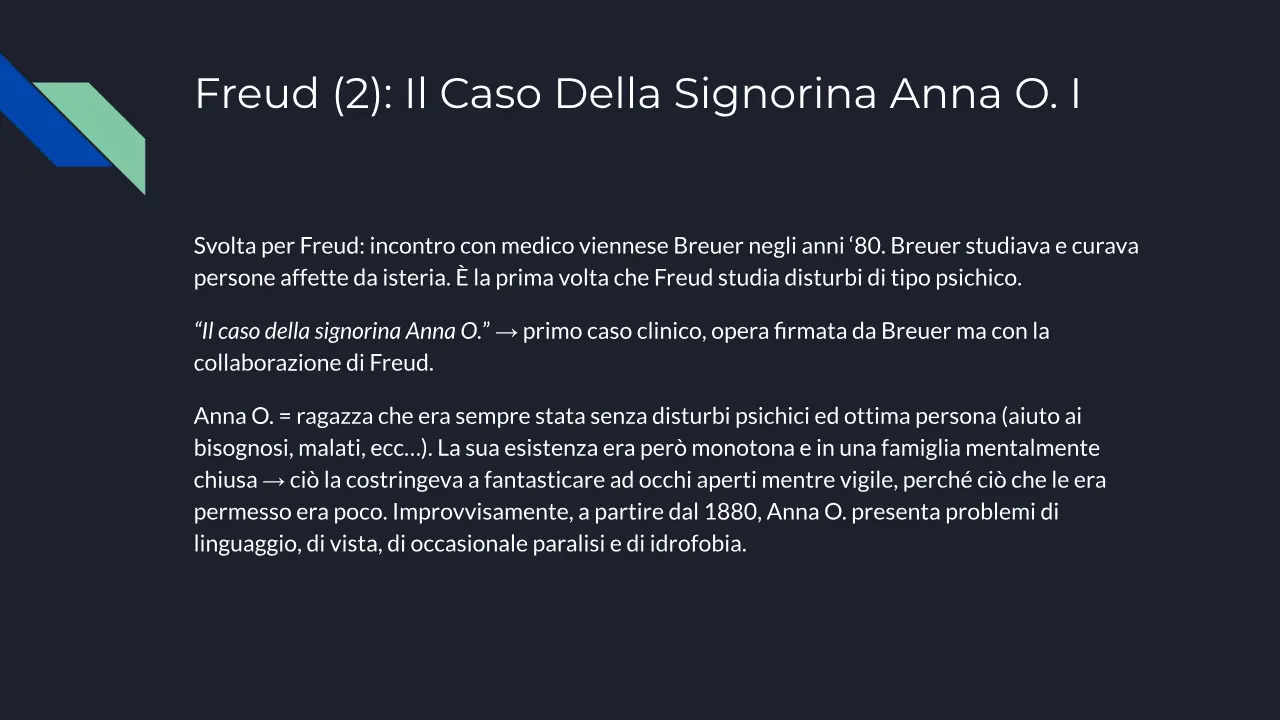 Freud (2): Il Caso Della Signorina Anna O. I
Svolta per Freud: incontro con medico viennese Breuer negli anni ‘80. Breuer studiava e curava
persone affette da isteria. È la prima volta che Freud studia disturbi di tipo psichico.
“Il caso della signorina Anna O.” → primo caso clinico, opera firmata da Breuer ma con la
collaborazione di Freud.
Anna O. = ragazza che era sempre stata senza disturbi psichici ed ottima persona (aiuto ai
bisognosi, malati, ecc…). La sua esistenza era però monotona e in una famiglia mentalmente
chiusa → ciò la costringeva a fantasticare ad occhi aperti mentre vigile, perché ciò che le era
permesso era poco. Improvvisamente, a partire dal 1880, Anna O. presenta problemi di
linguaggio, di vista, di occasionale paralisi e di idrofobia.